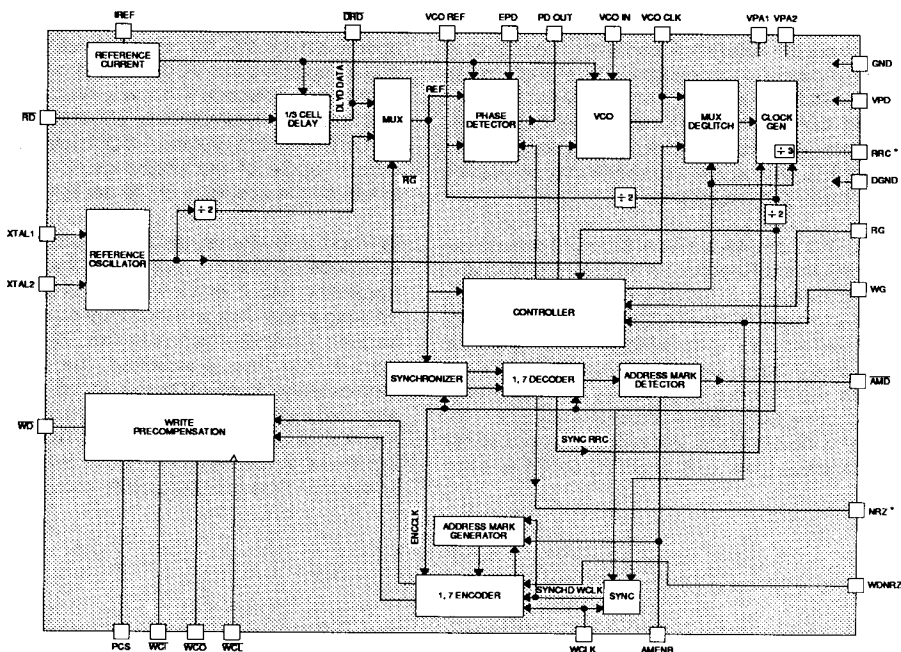 IREF
DRD
VCO REF
EPD
PD OUT
VCO IN
VCO CLK
VPA1
VPA2
REFERENCE
CURRENT
GND
VPD
RD
1/3 CELL
DELAY
DLYD DATA
MUX
REF
PHASE
DETECTOR
VCO
MUX
DEGLITCH
CLOCK
GEN
÷ 3
RRC *
DGND
RG
÷ 2
÷ 2
÷ 2
RG
XTAL1
XTAL2
REFERENCE
OSCILLATOR
CONTROLLER
WG
SYNCHRONIZER
1, 7 DECODER
ADDRESS MARK
DETECTOR
AMD
WD
WRITE
PRECOMPENSATION
SYNC RRC
ENCCLK
NRZ *
ADDRESS MARK
GENERATOR
1, 7 ENCODER
SYNCHD WCLK
SYNC
WDNRZ
PCS
WCI
WCO
WCL
WCLK
AMENR